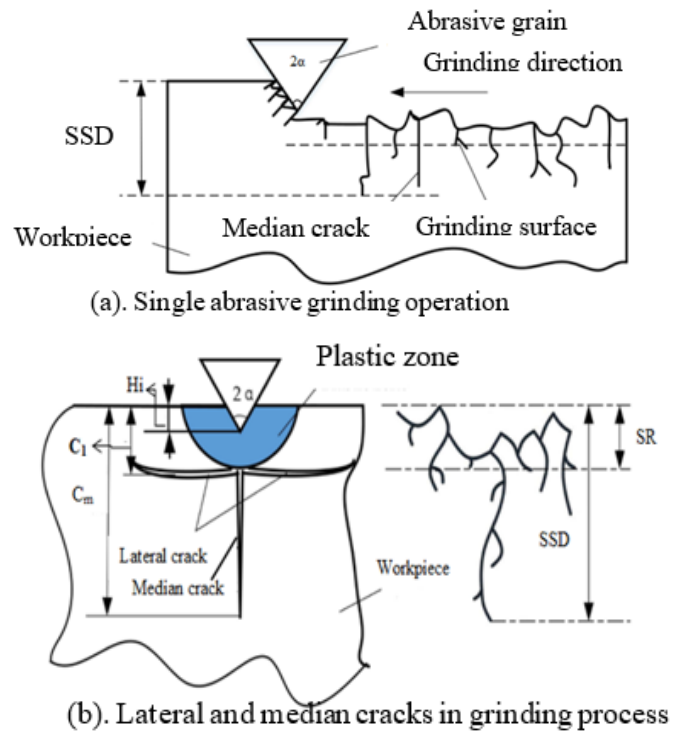 Abrasive grain
2α
Grinding direction
SSD
Median crack
Grinding surface
Workpiece
(a). Single abrasive grinding operation
Plastic zone
Hi
2 α
C1
SR
Cm
SSD
Lateral crack
Median crack
Workpiece
(b). Lateral and median cracks in grinding process